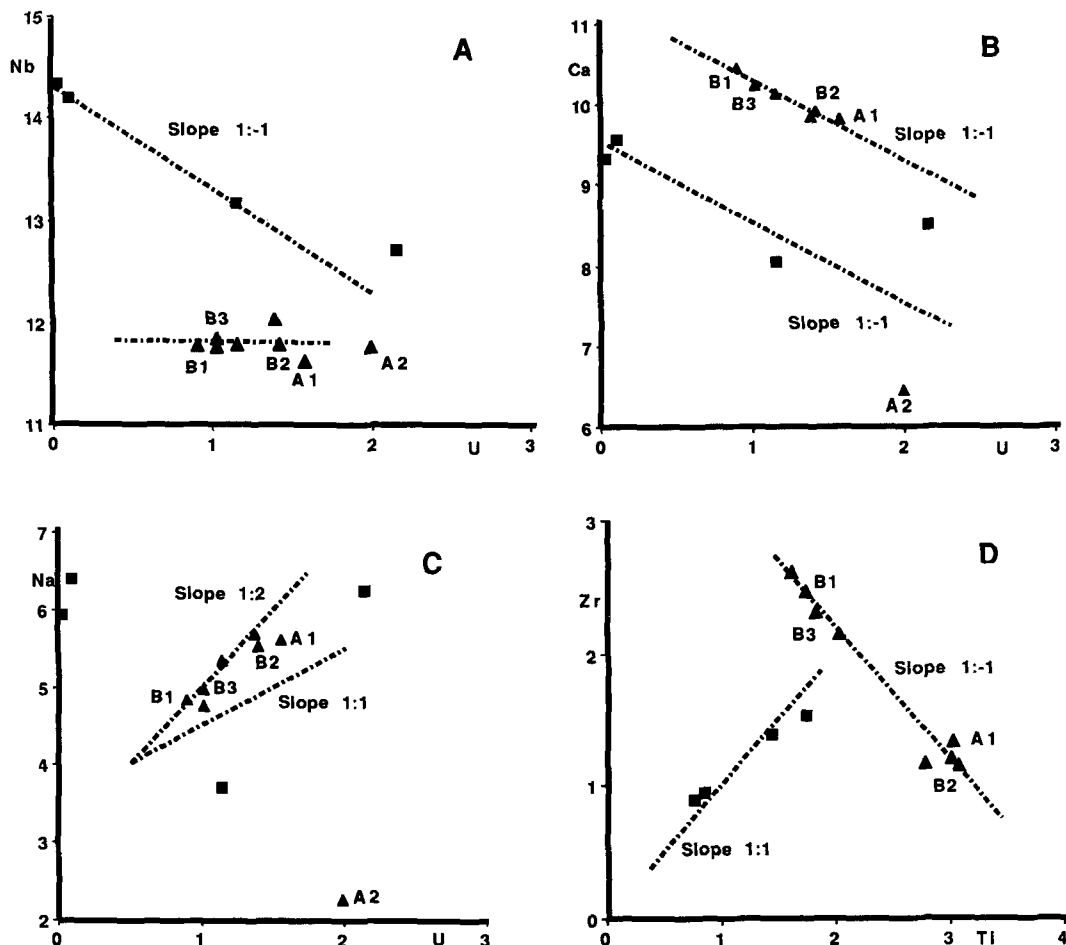 A
15
Nb
14
13
12
11
Slope 1:-1
B3
B1
B2
A1
A2
0
1
2
U
3
B
11
Ca
10
9
8
7
6
B1
B3
B2
A1
Slope 1:-1
Slope 1:-1
A2
0
1
2
U
3
C
7
Na
6
5
4
3
2
Slope 1:2
A1
B2
B1
B3
Slope 1:1
A2
0
1
2
U
3
D
3
Zr
2
1
0
B1
B3
Slope 1:-1
A1
B2
Slope 1:1
0
1
2
3
Ti
4